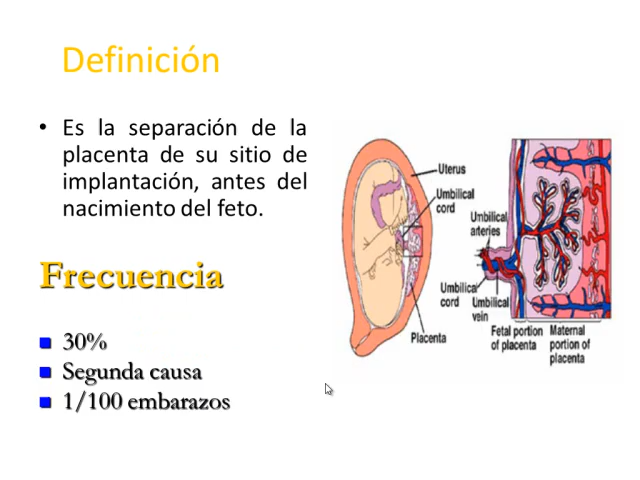 Definición
• Es la separación de la
placenta de su sitio de
implantación, antes del
nacimiento del feto.
Frecuencia
30%
Segunda causa
1/100 embarazos
Uterus
Umbilical
cord
Placenta
Umbilical
arteries
Umbilical
cord
Umbilical
vein
Fetal portion
of placenta
Maternal
portion of
placenta